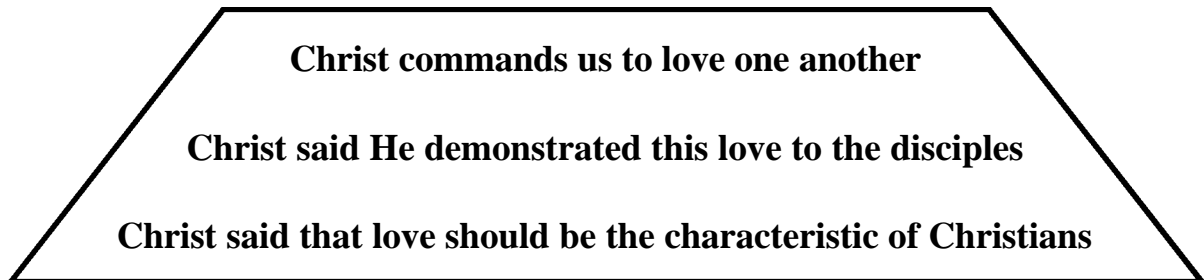 Christ commands us to love one another
Christ said He demonstrated this love to the disciples
Christ said that love should be the characteristic of Christians